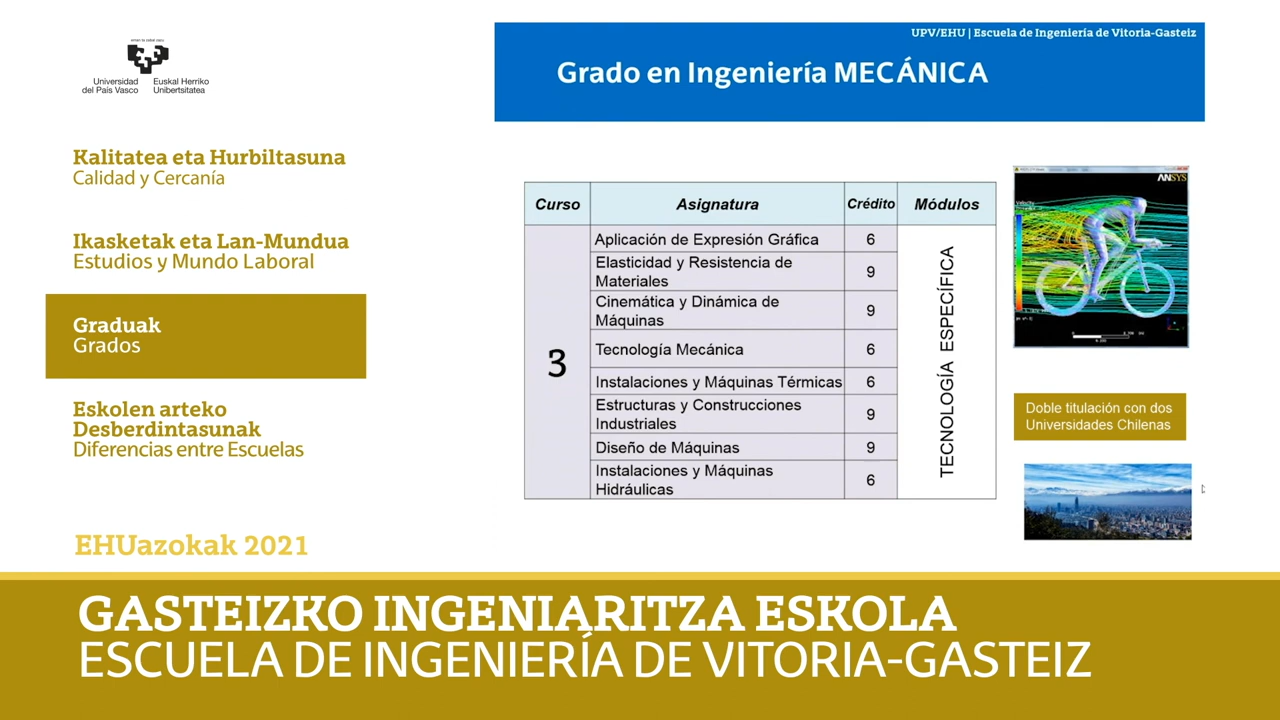 eman ta zabal zazu
Universidad
del País Vasco
Euskal Herriko
Unibertsitatea
UPV/EHU | Escuela de Ingeniería de Vitoria-Gasteiz
Grado en Ingeniería MECÁNICA
Kalitatea eta Hurbiltasuna
Calidad y Cercanía
Ikasketak eta Lan-Mundua
Estudios y Mundo Laboral
Graduak
Grados
Eskolen arteko
Desberdintasunak
Diferencias entre Escuelas
Curso Asignatura Crédito Módulos
3
Aplicación de Expresión Gráfica 6
Elasticidad y Resistencia de
Materiales 9
Cinemática y Dinámica de
Máquinas 9
Tecnología Mecánica 6
Instalaciones y Máquinas Térmicas 6
Estructuras y Construcciones
Industriales 9
Diseño de Máquinas 9
Instalaciones y Máquinas
Hidráulicas 6
TECNOLOGÍA ESPECÍFICA
ANSYS
Velocity
Doble titulación con dos
Universidades Chilenas
EHUazokak 2021
GASTEIZKO INGENIARITZA ESKOLA
ESCUELA DE INGENIERÍA DE VITORIA-GASTEIZ